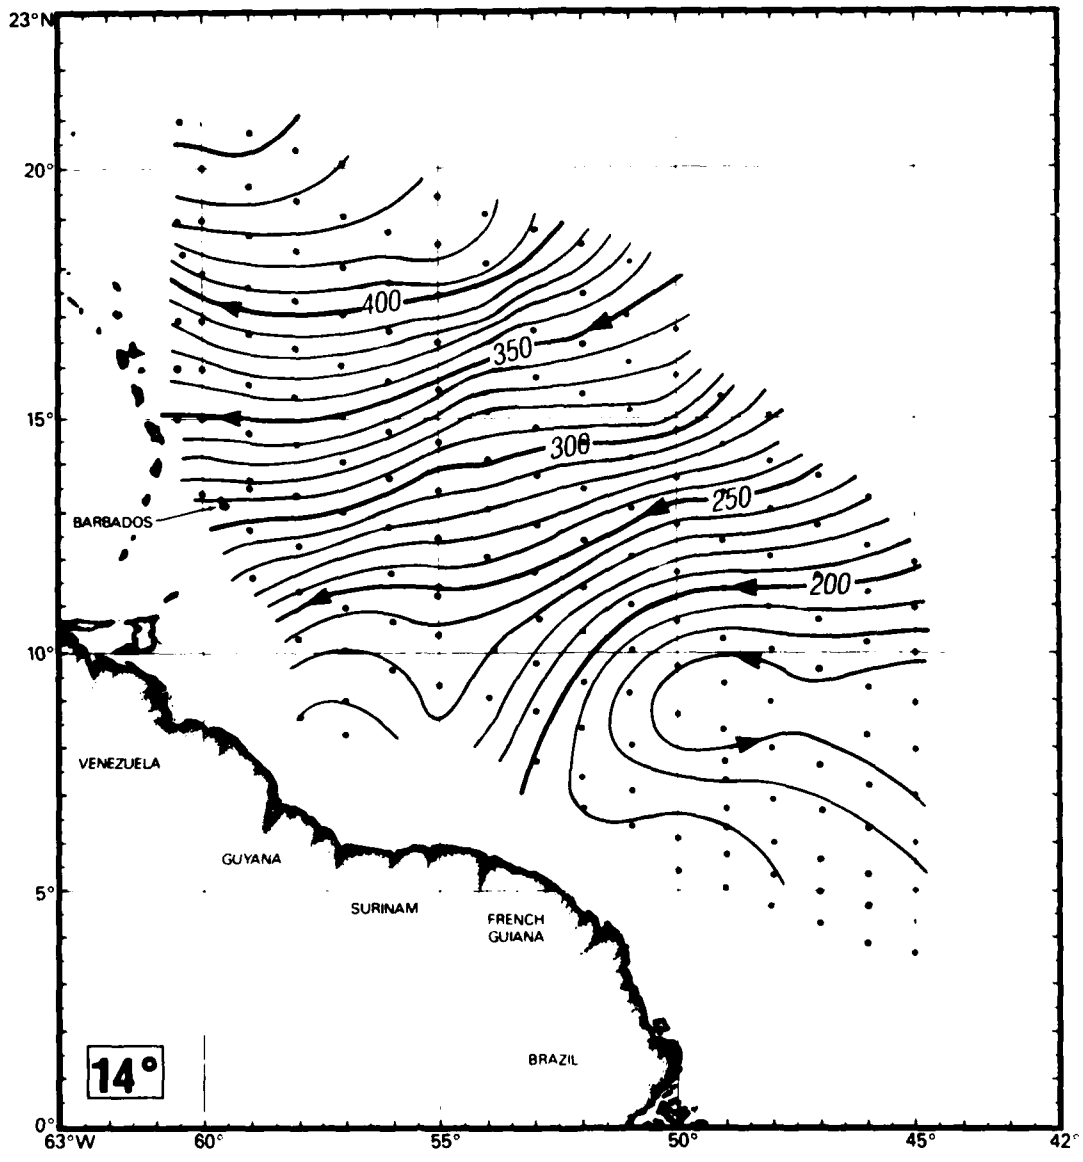 23°N
20°
400
350
15°
300
250
BARBADOS
200
10°
VENEZUELA
GUYANA
5°
SURINAM
FRENCH
GUIANA
BRAZIL
14°
0°
63°W 60° 55° 50° 45° 42°